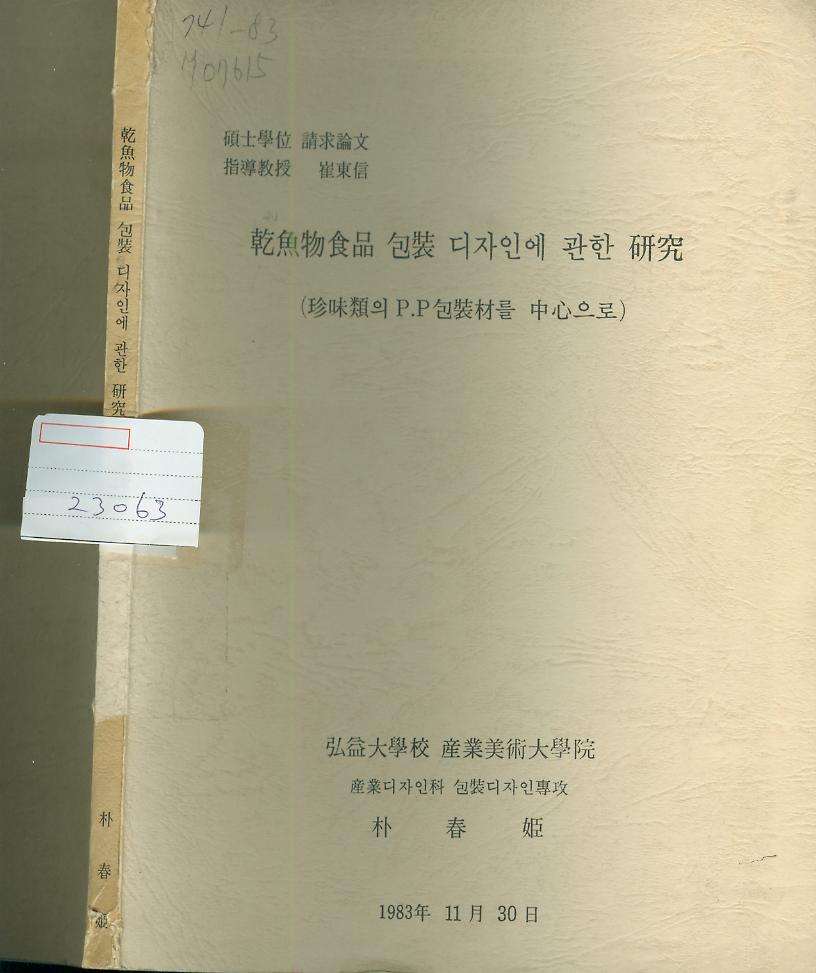 741-83
碩士學位 請求論文
指導教授 崔東信
乾魚物食品 包裝 디자인에 관한 研究
(珍味類의 P.P包裝材를 中心으로)
弘益大學校 産業美術大學院
産業디자인科 包裝디자인專攻
朴 春 姬
1983年 11月 30日
乾魚物食品 包裝 디자인에 관한 研究
23063
朴 春 姬